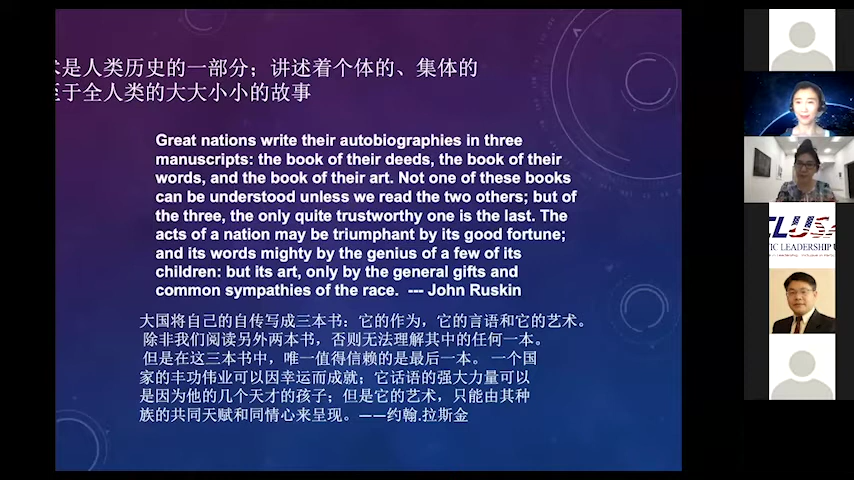 是人类历史的一部分；讲述着个体的、集体的
至于全人类的大大小小的故事
Great nations write their autobiographies in three
manuscripts: the book of their deeds, the book of their
words, and the book of their art. Not one of these books
can be understood unless we read the two others; but of
the three, the only quite trustworthy one is the last. The
acts of a nation may be triumphant by its good fortune;
and its words mighty by the genius of a few of its
children: but its art, only by the general gifts and
common sympathies of the race. --- John Ruskin
大国将自己的自传写成三本书：它的作为，它的言语和它的艺术。
除非我们阅读另外两本书，否则无法理解其中的任何一本。
但是在这三本书中，唯一值得信赖的是最后一本。 一个国
家的丰功伟业可以因幸运而成就；它话语的强大力量可以
是因为他的几个天才的孩子；但是它的艺术，只能由其种
族的共同天赋和同情心来呈现。——约翰.拉斯金
CLUSA
TIC LEADERSHIP U